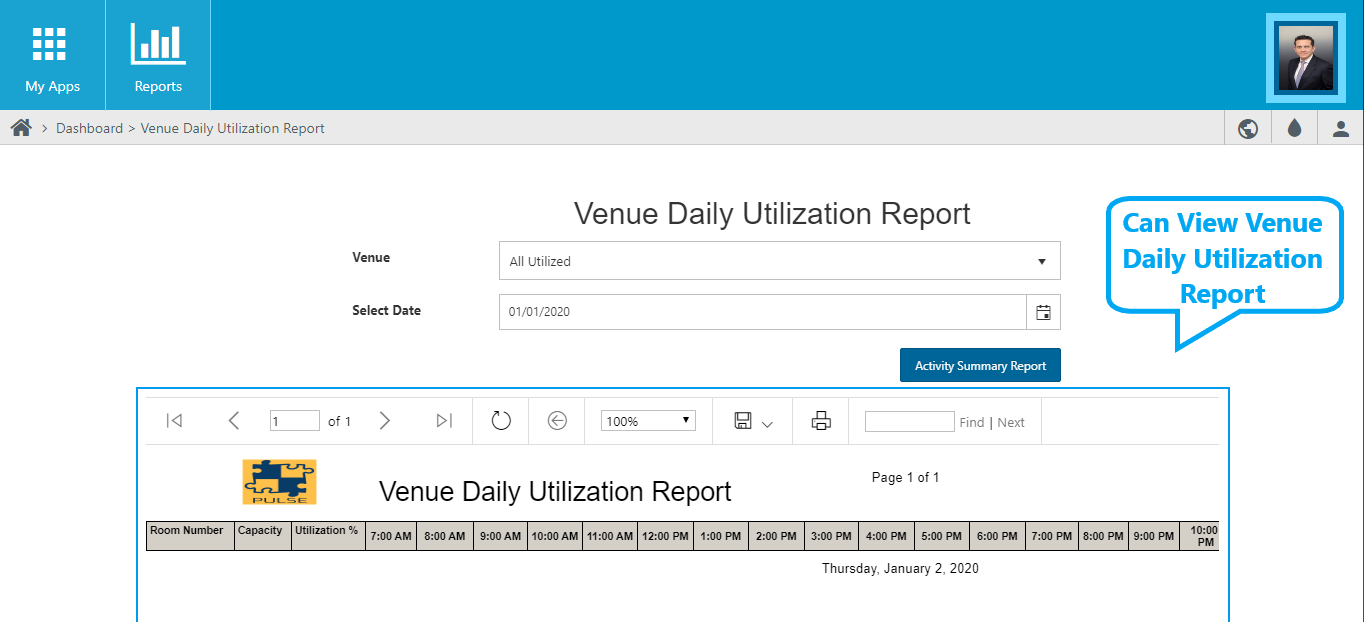 My Apps
Reports
> Dashboard > Venue Daily Utilization Report
Venue Daily Utilization Report
Can View Venue
Daily Utilization
Report
Venue
All Utilized
Select Date
01/01/2020
Activity Summary Report
1 of 1
100%
Find | Next
PULSE
Venue Daily Utilization Report
Page 1 of 1
Room Number Capacity Utilization % 7:00 AM 8:00 AM 9:00 AM 10:00 AM 11:00 AM 12:00 PM 1:00 PM 2:00 PM 3:00 PM 4:00 PM 5:00 PM 6:00 PM 7:00 PM 8:00 PM 9:00 PM 10:00 PM
Thursday, January 2, 2020